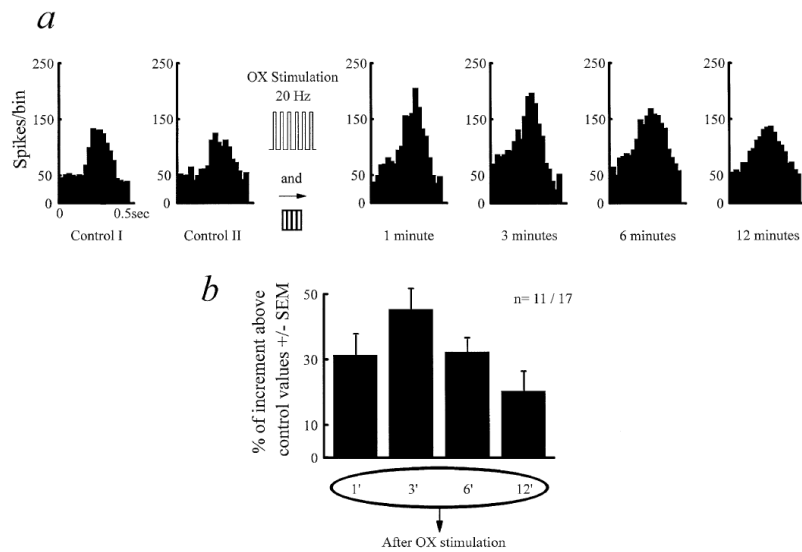 a
Spikes/bin
250
150
50
0
0
0.5sec
Control I
250
150
50
0
Control II
OX Stimulation
20 Hz
and
250
150
50
0
1 minute
250
150
50
0
3 minutes
250
150
50
0
6 minutes
250
150
50
0
12 minutes
b
% of increment above
control values +/- SEM
50
30
10
0
n= 11 / 17
1' 3' 6' 12'
After OX stimulation